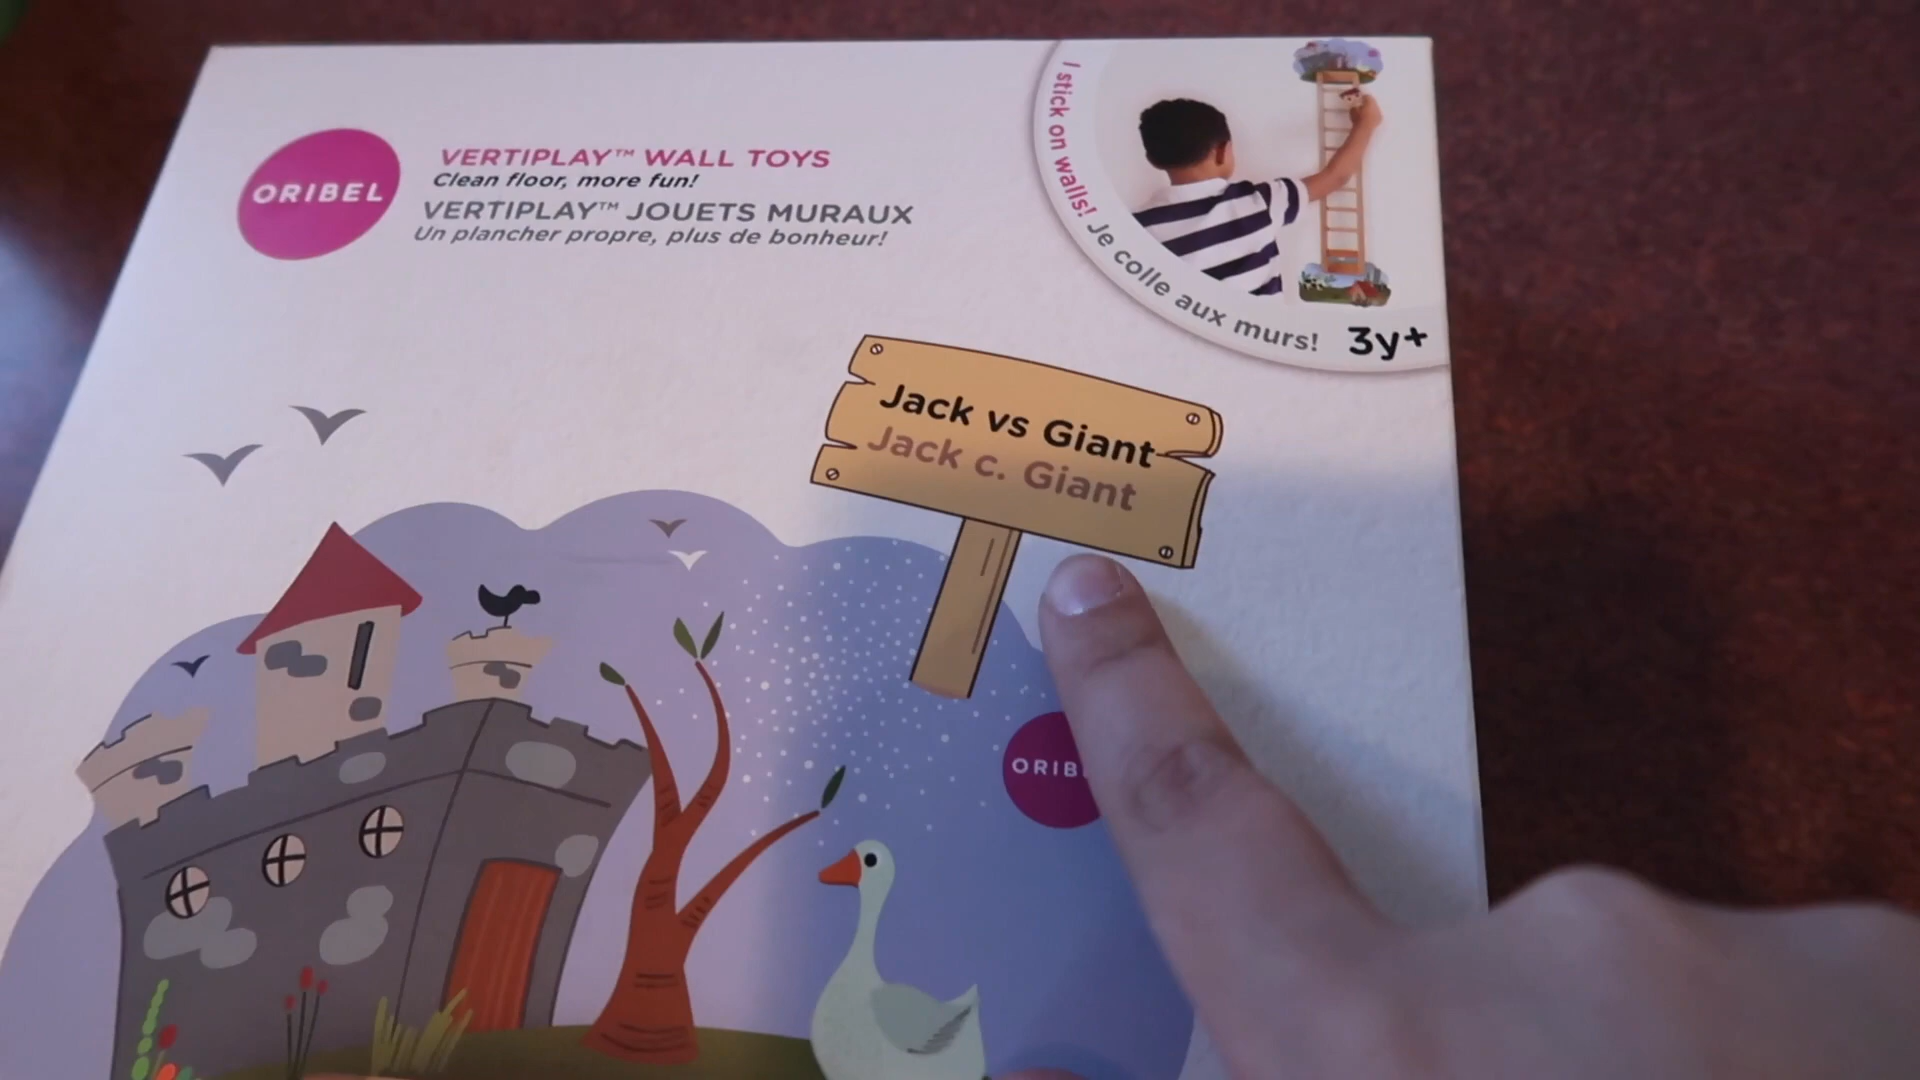 ORIBEL
VERTIPLAY™ WALL TOYS
Clean floor, more fun!
VERTIPLAY™ JOUETS MURAUX
Un plancher propre, plus de bonheur!
I stick on walls! Je colle aux murs!
3y+
Jack vs Giant
Jack c. Giant